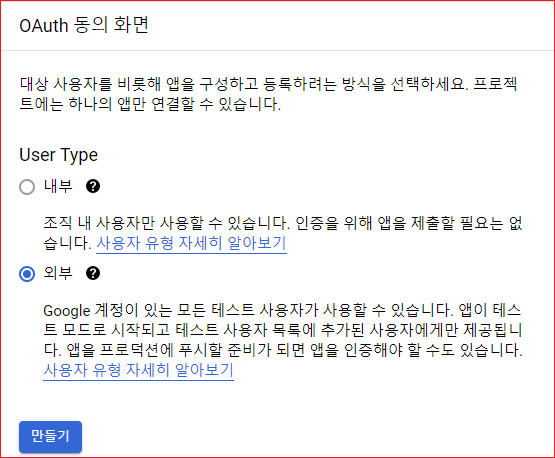 OAuth 동의 화면
대상 사용자를 비롯해 앱을 구성하고 등록하려는 방식을 선택하세요. 프로젝
트에는 하나의 앱만 연결할 수 있습니다.
User Type
내부 ?
조직 내 사용자만 사용할 수 있습니다. 인증을 위해 앱을 제출할 필요는 없
습니다. 사용자 유형 자세히 알아보기
외부 ?
Google 계정이 있는 모든 테스트 사용자가 사용할 수 있습니다. 앱이 테스
트 모드로 시작되고 테스트 사용자 목록에 추가된 사용자에게만 제공됩니
다. 앱을 프로덕션에 푸시할 준비가 되면 앱을 인증해야 할 수도 있습니다.
사용자 유형 자세히 알아보기
만들기